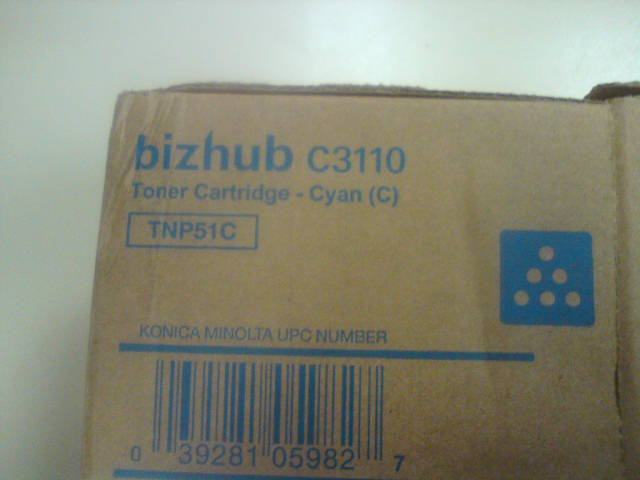 bizhub C3110
Toner Cartridge - Cyan (C)
TNP51C
KONICA MINOLTA UPC NUMBER
0 39281 05982 7